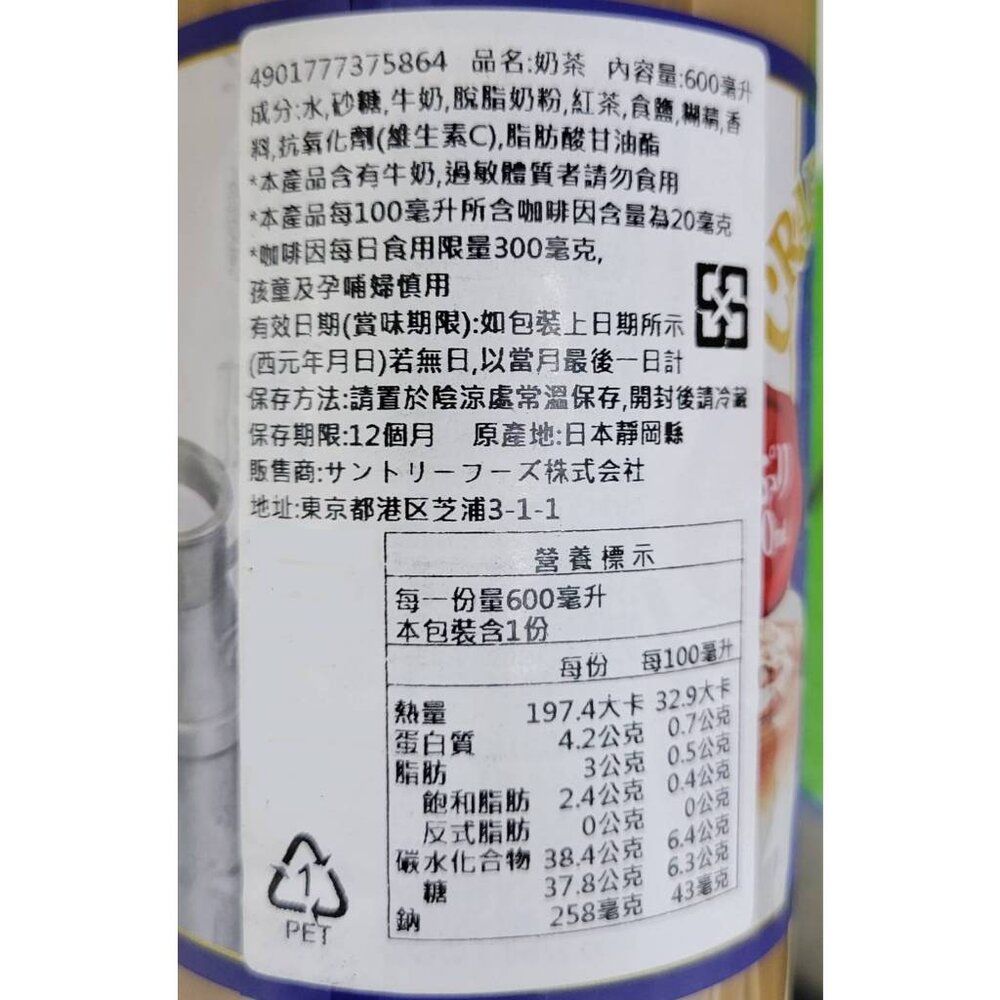 4901777375864 品名:奶茶 內容量:600毫升
成分:水,砂糖,牛奶,脫脂奶粉,紅茶,食鹽,糊精,香
料,抗氧化劑(維生素C),脂肪酸甘油酯
*本產品含有牛奶,過敏體質者請勿食用
*本產品每100毫升所含咖啡因含量為20毫克
*咖啡因每日食用限量300毫克,
孩童及孕哺婦慎用
有效日期(賞味期限):如包裝上日期所示
(西元年月日)若無日,以當月最後一日計
保存方法:請置於陰涼處常溫保存,開封後請冷藏
保存期限:12個月 原產地:日本靜岡縣
販售商:サントリーフーズ株式会社
地址:東京都港区芝浦3-1-1
營養標示
每一份量600毫升
本包裝含1份
每份 每100毫升
熱量 197.4大卡 32.9大卡
蛋白質 4.2公克 0.7公克
脂肪 3公克 0.5公克
飽和脂肪 2.4公克 0.4公克
反式脂肪 0公克 0公克
碳水化合物 38.4公克 6.4公克
糖 37.8公克 6.3公克
鈉 258毫克 43毫克
1
PET